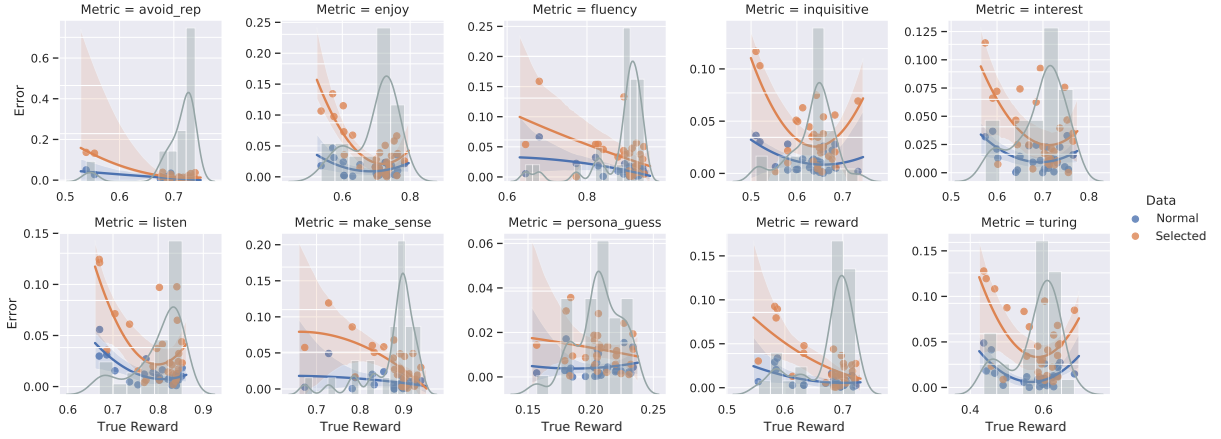 Metric = avoid_rep
Metric = enjoy
Metric = fluency
Metric = inquisitive
Metric = interest
Error
0.6
0.4
0.2
0.0
0.5 0.6 0.7
0.25
0.20
0.15
0.10
0.05
0.00
0.6 0.8
0.25
0.20
0.15
0.10
0.05
0.00
0.8
0.10
0.05
0.00
0.5 0.6 0.7
0.125
0.100
0.075
0.050
0.025
0.000
0.5 0.6 0.7 0.8
Data
Normal
Selected
Metric = listen
Metric = make_sense
Metric = persona_guess
Metric = reward
Metric = turing
Error
0.15
0.10
0.05
0.00
0.6 0.7 0.8 0.9
True Reward
0.20
0.15
0.10
0.05
0.00
0.7 0.8 0.9
True Reward
0.06
0.04
0.02
0.00
0.15 0.20 0.25
True Reward
0.15
0.10
0.05
0.00
0.5 0.6 0.7
True Reward
0.15
0.10
0.05
0.00
0.4 0.6
True Reward